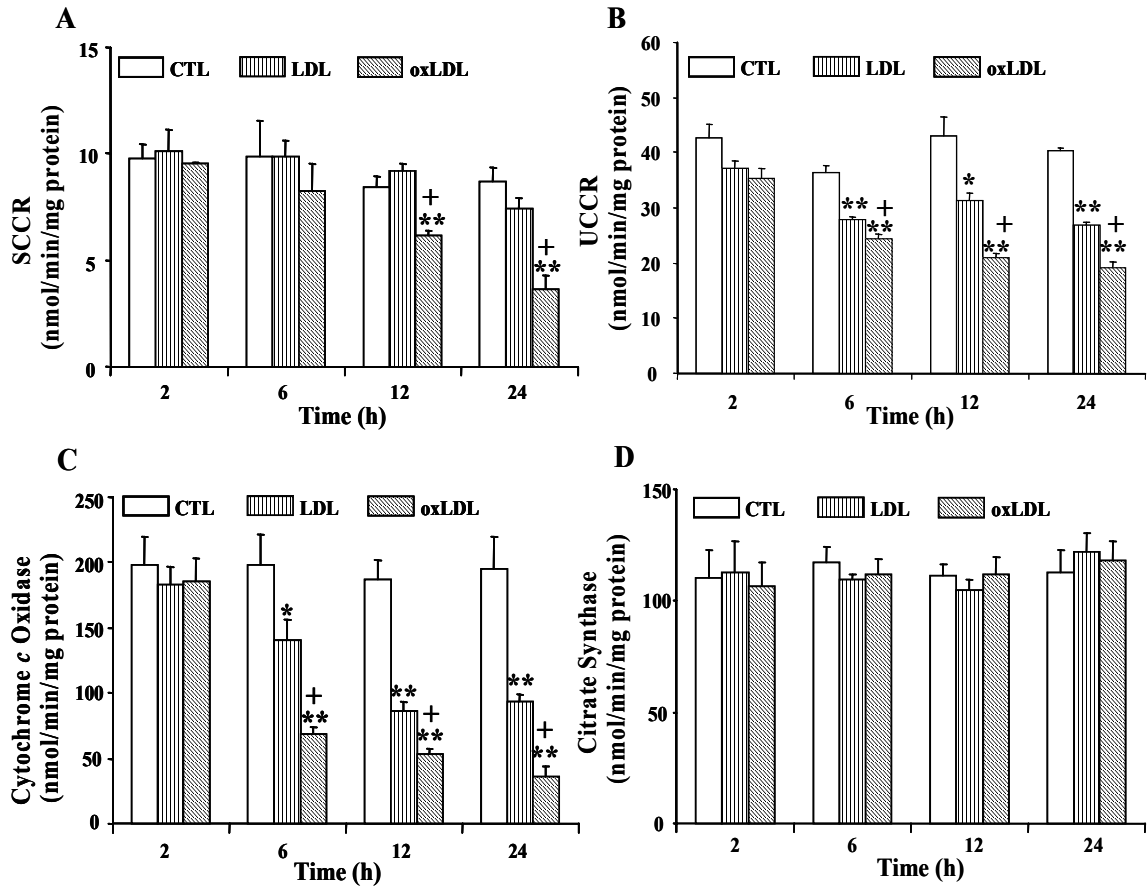 A
15
CTL LDL oxLDL
SCCR
(nmol/min/mg protein)
10
+
**
+
**
5
0
2 6 12 24
Time (h)
B
60
CTL LDL oxLDL
50
UCCR
(nmol/min/mg protein)
40
** +
**
*
+
**
** +
**
30
20
10
0
2 6 12 24
Time (h)
C
250
CTL LDL oxLDL
Cytochrome c Oxidase
(nmol/min/mg protein)
200
150
*
+
**
**
+
**
**
+
**
100
50
0
2 6 12 24
Time (h)
D
150
CTL LDL oxLDL
Citrate Synthase
(nmol/min/mg protein)
100
50
0
2 6 12 24
Time (h)